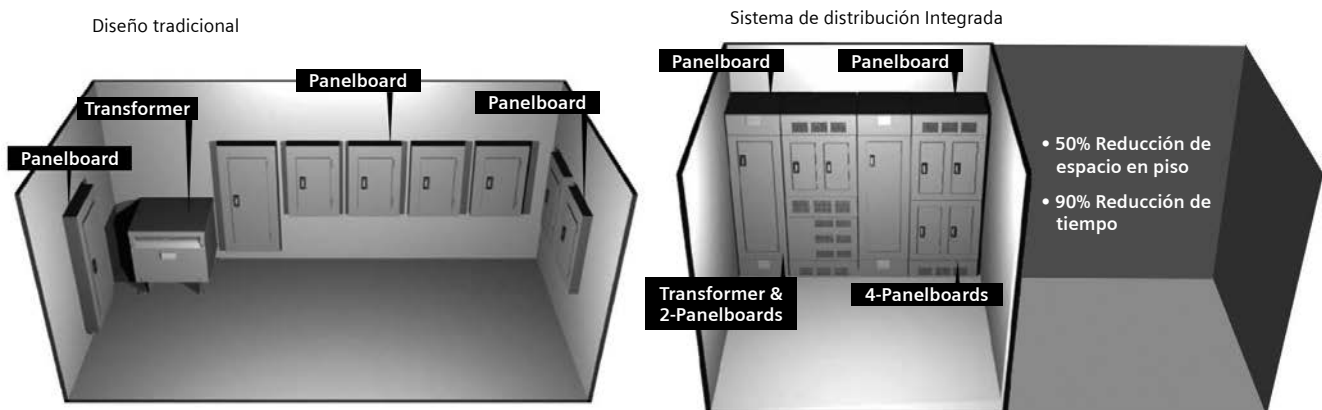 Diseño tradicional
Panelboard
Transformer
Panelboard
Panelboard
Sistema de distribución Integrada
Panelboard
Panelboard
• 50% Reducción de
espacio en piso
• 90% Reducción de
tiempo
Transformer &
2-Panelboards
4-Panelboards